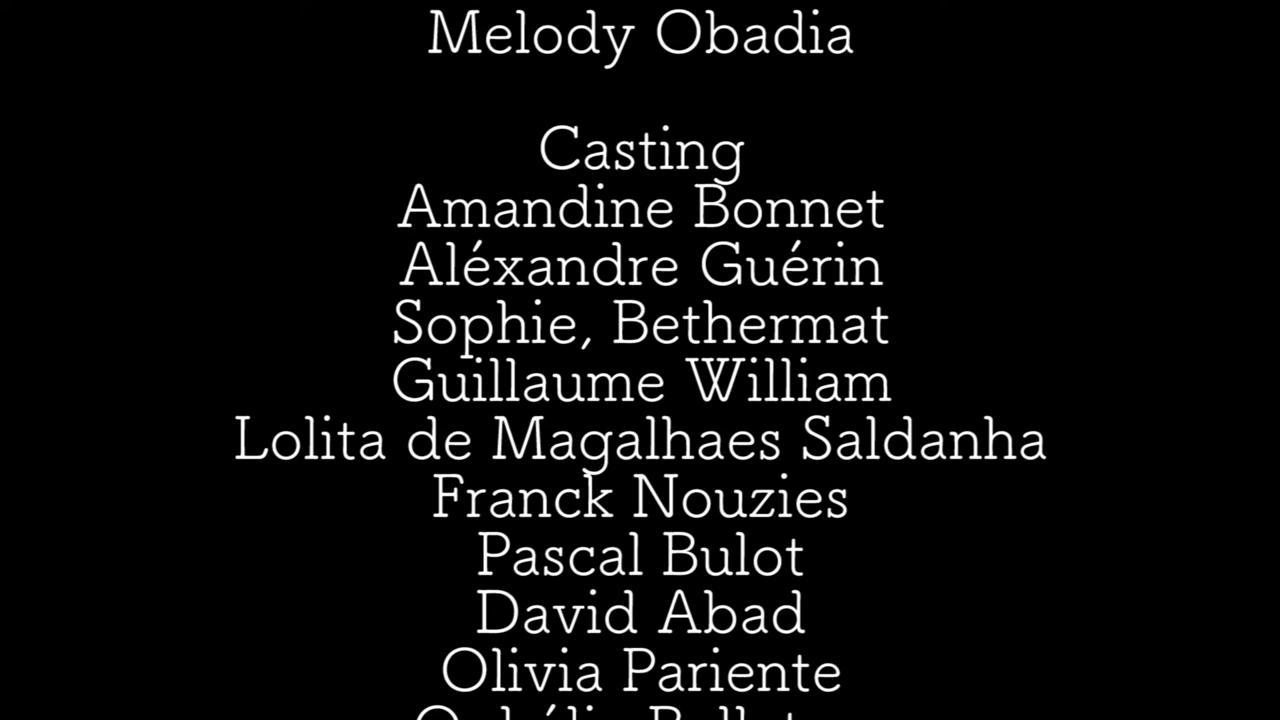 Melody Obadia
Casting
Amandine Bonnet
Aléxandre Guérin
Sophie, Bethermat
Guillaume William
Lolita de Magalhaes Saldanha
Franck Nouzies
Pascal Bulot
David Abad
Olivia Pariente